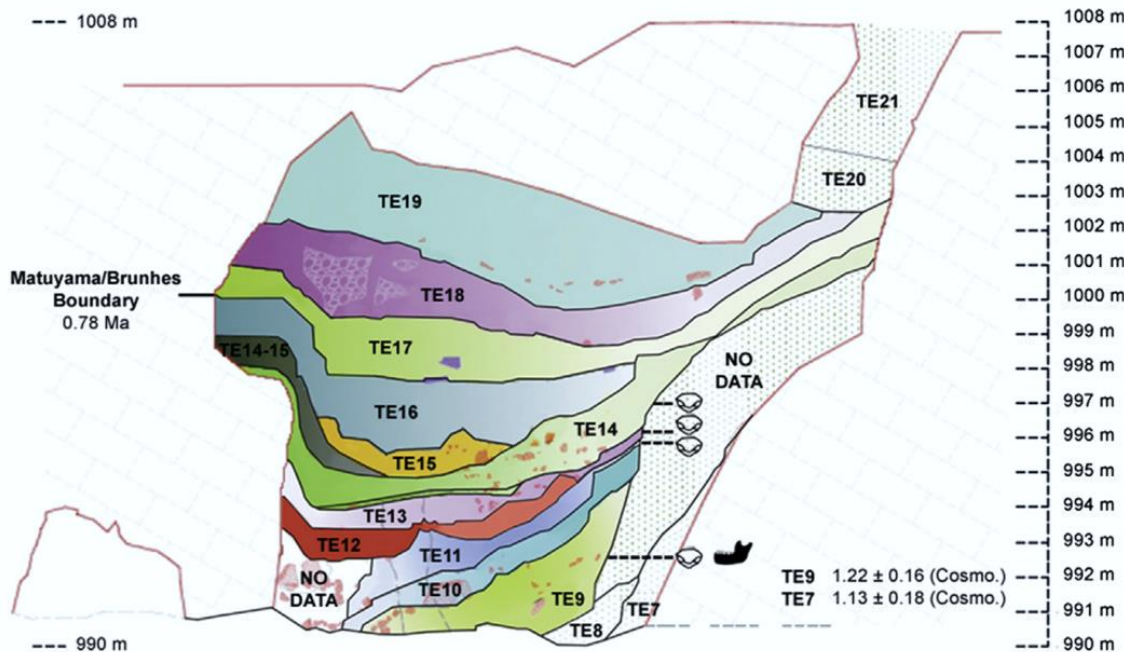 1008 m
1008 m
1007 m
1006 m
TE21
1005 m
1004 m
TE20
1003 m
TE19
1002 m
1001 m
Matuyama/Brunhes
Boundary
0.78 Ma
TE18
1000 m
999 m
TE14-15
TE17
NO
DATA
998 m
997 m
TE16
TE14
996 m
TE15
995 m
994 m
TE13
993 m
TE12
TE11
NO
DATA
TE10
TE9
992 m
TE9 1.22 ± 0.16 (Cosmo.)
TE7 1.13 ± 0.18 (Cosmo.)
TE7
991 m
TE8
990 m
990 m